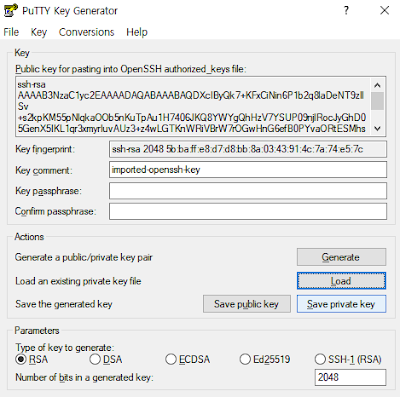 PuTTY Key Generator
File Key Conversions Help
Key
Public key for pasting into OpenSSH authorized_keys file:
ssh-rsa
Sv
Key fingerprint: ssh-rsa 2048 5b:ba:ff:e8:d7:d8:bb:8a:03:43:91:4c:7a:74:e5:7c
Key comment: imported-openssh-key
Key passphrase:
Confirm passphrase:
Actions
Generate a public/private key pair Generate
Load an existing private key file Load
Save the generated key Save public key Save private key
Parameters
Type of key to generate:
RSA DSA ECDSA Ed25519 SSH-1 (RSA)
Number of bits in a generated key: 2048